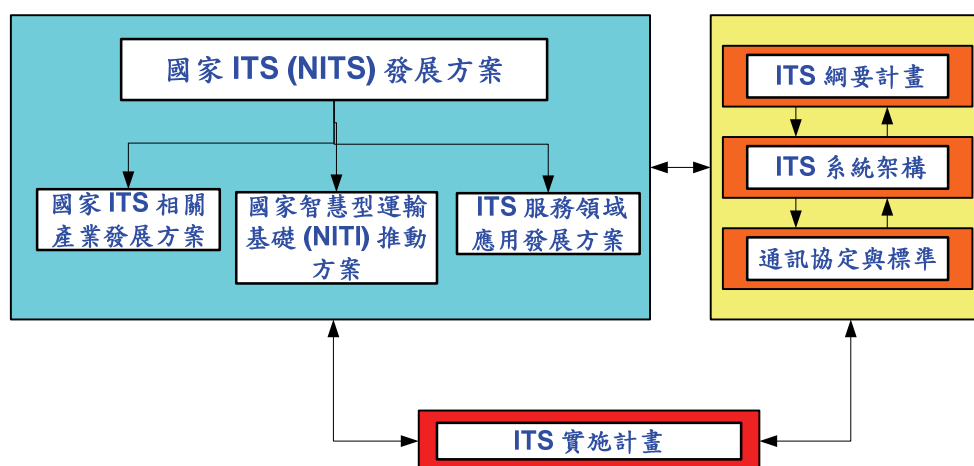 國家 ITS (NITS) 發展方案
國家 ITS 相關
產業發展方案
國家智慧型運輸
基礎 (NITI) 推動
方案
ITS 服務領域
應用發展方案
ITS 綱要計畫
ITS 系統架構
通訊協定與標準
ITS 實施計畫